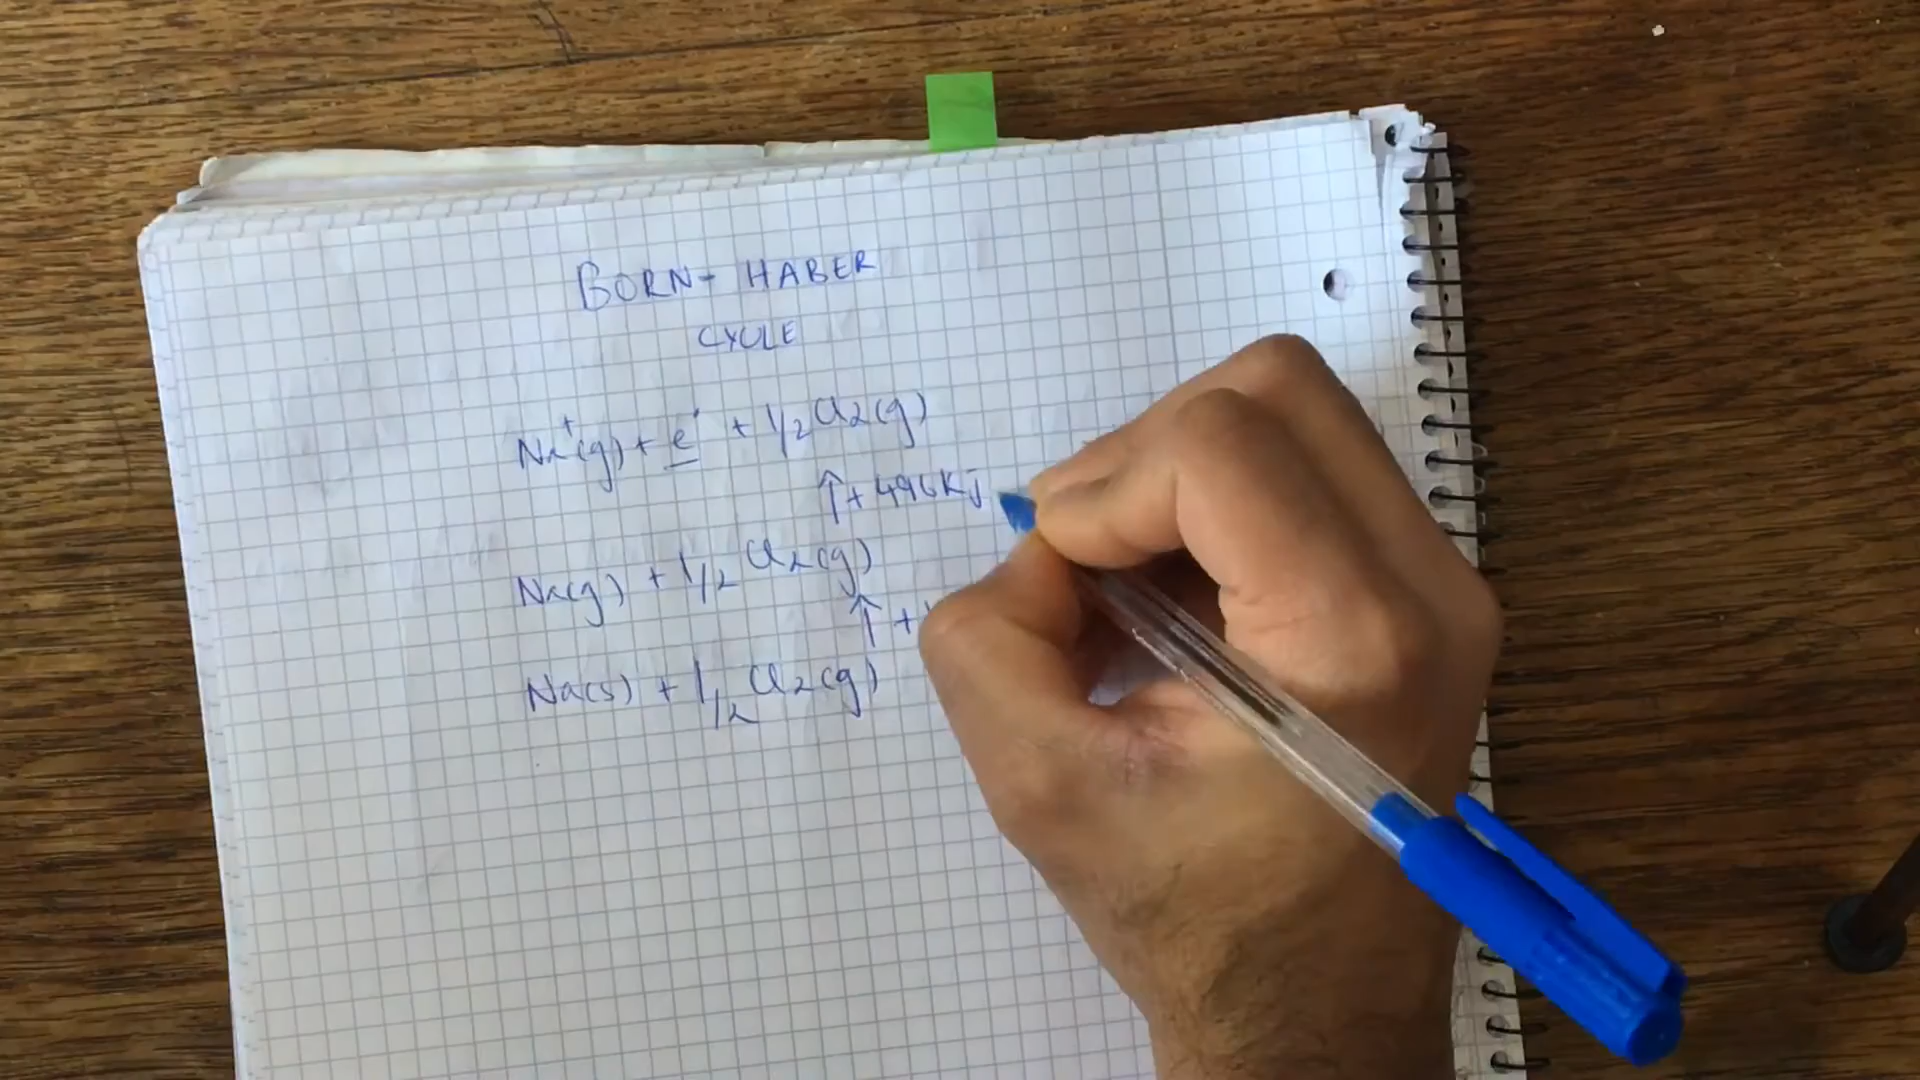 BORN- HABER
CYCLE
Na⁺(g) + e⁻ + 1/2 Cl2(g)
↑ + 496KJ
Na(g) + 1/2 Cl2(g)
↑ +
Na(s) + 1/2 Cl2(g)